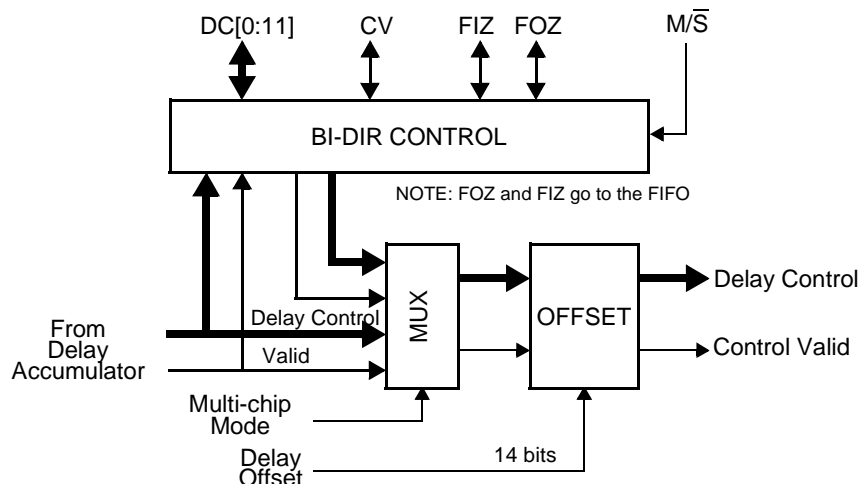 DC[0:11] CV FIZ FOZ M/S̅
BI-DIR CONTROL
NOTE: FOZ and FIZ go to the FIFO
MUX
OFFSET
Delay Control
Control Valid
From
Delay
Accumulator
Delay Control
Valid
Multi-chip
Mode
Delay
Offset
14 bits